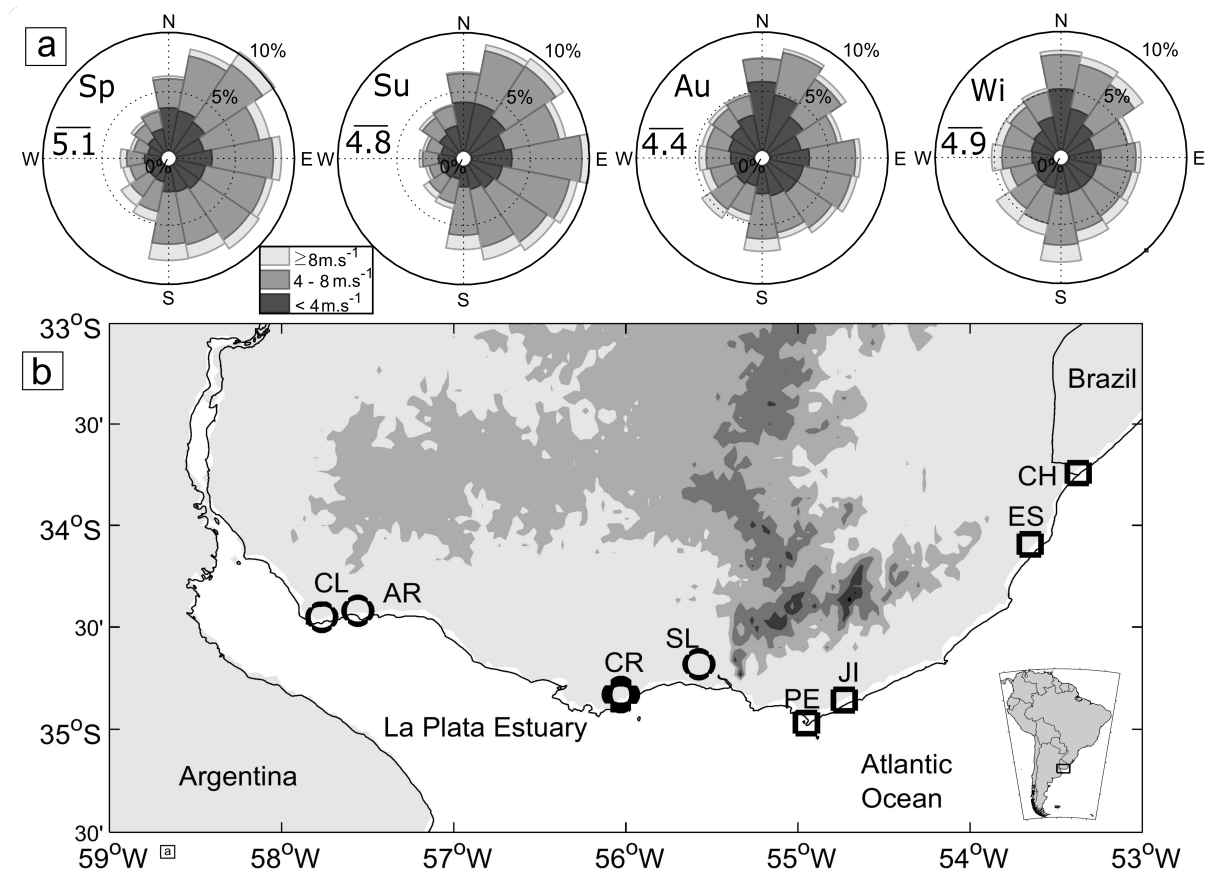 a
N
N
N
N
10%
10%
10%
10%
Sp
Su
Au
Wi
5%
5%
5%
5%
5.1
4.8
4.4
4.9
W
0%
E
W
0%
E
W
0%
E
W
0%
E
S
S
S
S
≥8m.s⁻¹
4 - 8 m.s⁻¹
< 4m.s⁻¹
b
33°S
30'
34°S
30'
35°S
30'
Brazil
CH
ES
CL
AR
SL
CR
JI
PE
La Plata Estuary
Argentina
Atlantic
Ocean
59°W
a
58°W
57°W
56°W
55°W
54°W
53°W